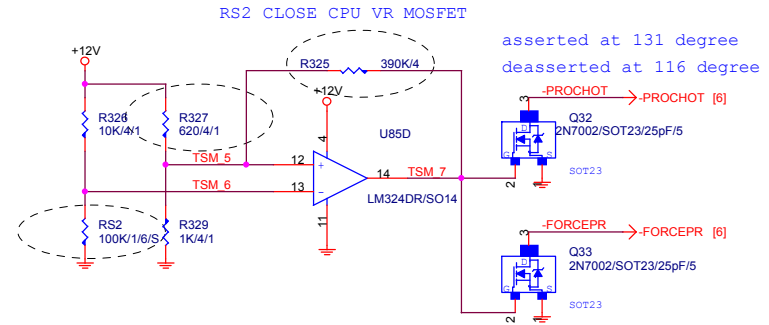 RS2 CLOSE CPU VR MOSFET
asserted at 131 degree
deasserted at 116 degree
+12V
R325
390K/4
+12V
-PROCHOT
-PROCHOT [6]
R326
10K/4/1
R327
620/4/1
3
Q32
2N7002/SOT23/25pF/5
4
U85D
D
G
S
SOT23
TSM_5
12
+
TSM_6
13
-
14
TSM_7
2
1
LM324DR/SO14
11
RS2
100K/1/6/S
R329
1K/4/1
-FORCEPR
-FORCEPR [6]
3
Q33
2N7002/SOT23/25pF/5
D
G
S
SOT23
2
1